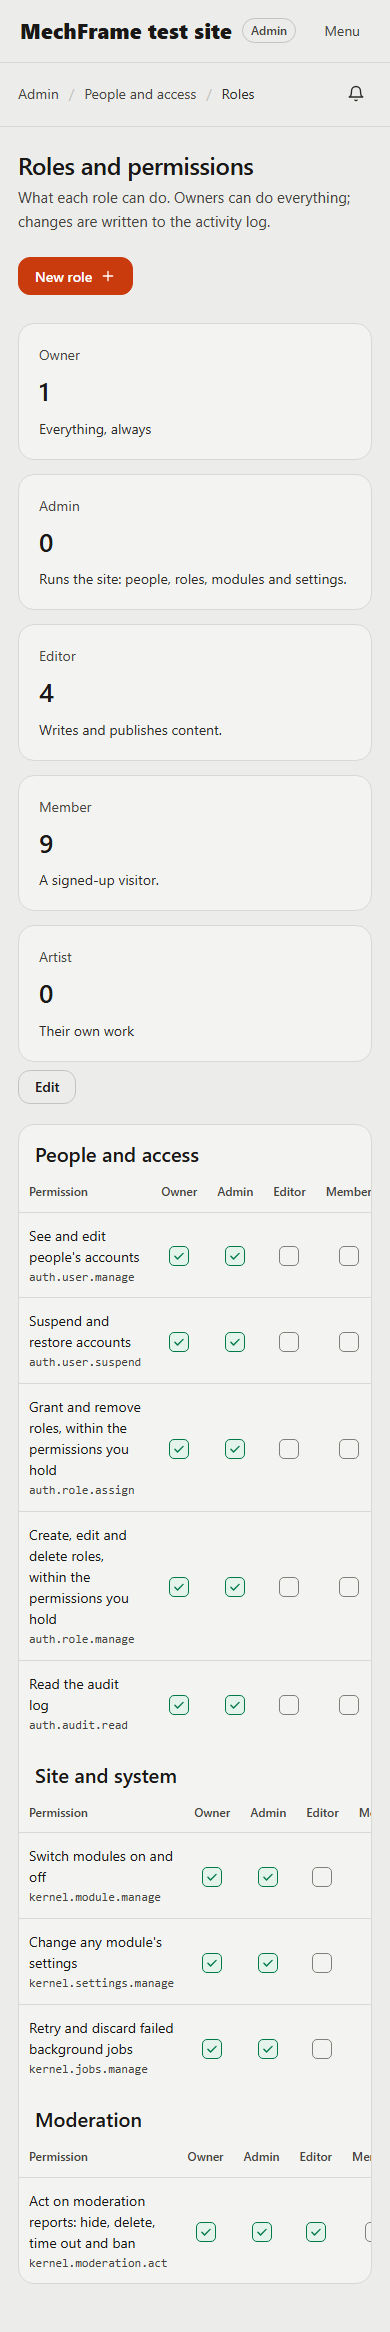 MechFrame test site Admin Menu
Admin / People and access / Roles
Roles and permissions
What each role can do. Owners can do everything;
changes are written to the activity log.
New role +
Owner
1
Everything, always
Admin
0
Runs the site: people, roles, modules and settings.
Editor
4
Writes and publishes content.
Member
9
A signed-up visitor.
Artist
0
Their own work
Edit
People and access
Permission Owner Admin Editor Member
See and edit
people's accounts
auth.user.manage
Suspend and
restore accounts
auth.user.suspend
Grant and remove
roles, within the
permissions you
hold
auth.role.assign
Create, edit and
delete roles,
within the
permissions you
hold
auth.role.manage
Read the audit
log
auth.audit.read
Site and system
Permission Owner Admin Editor M
Switch modules on and
off
kernel.module.manage
Change any module's
settings
kernel.settings.manage
Retry and discard failed
background jobs
kernel.jobs.manage
Moderation
Permission Owner Admin Editor Me
Act on moderation
reports: hide, delete,
time out and ban
kernel.moderation.act